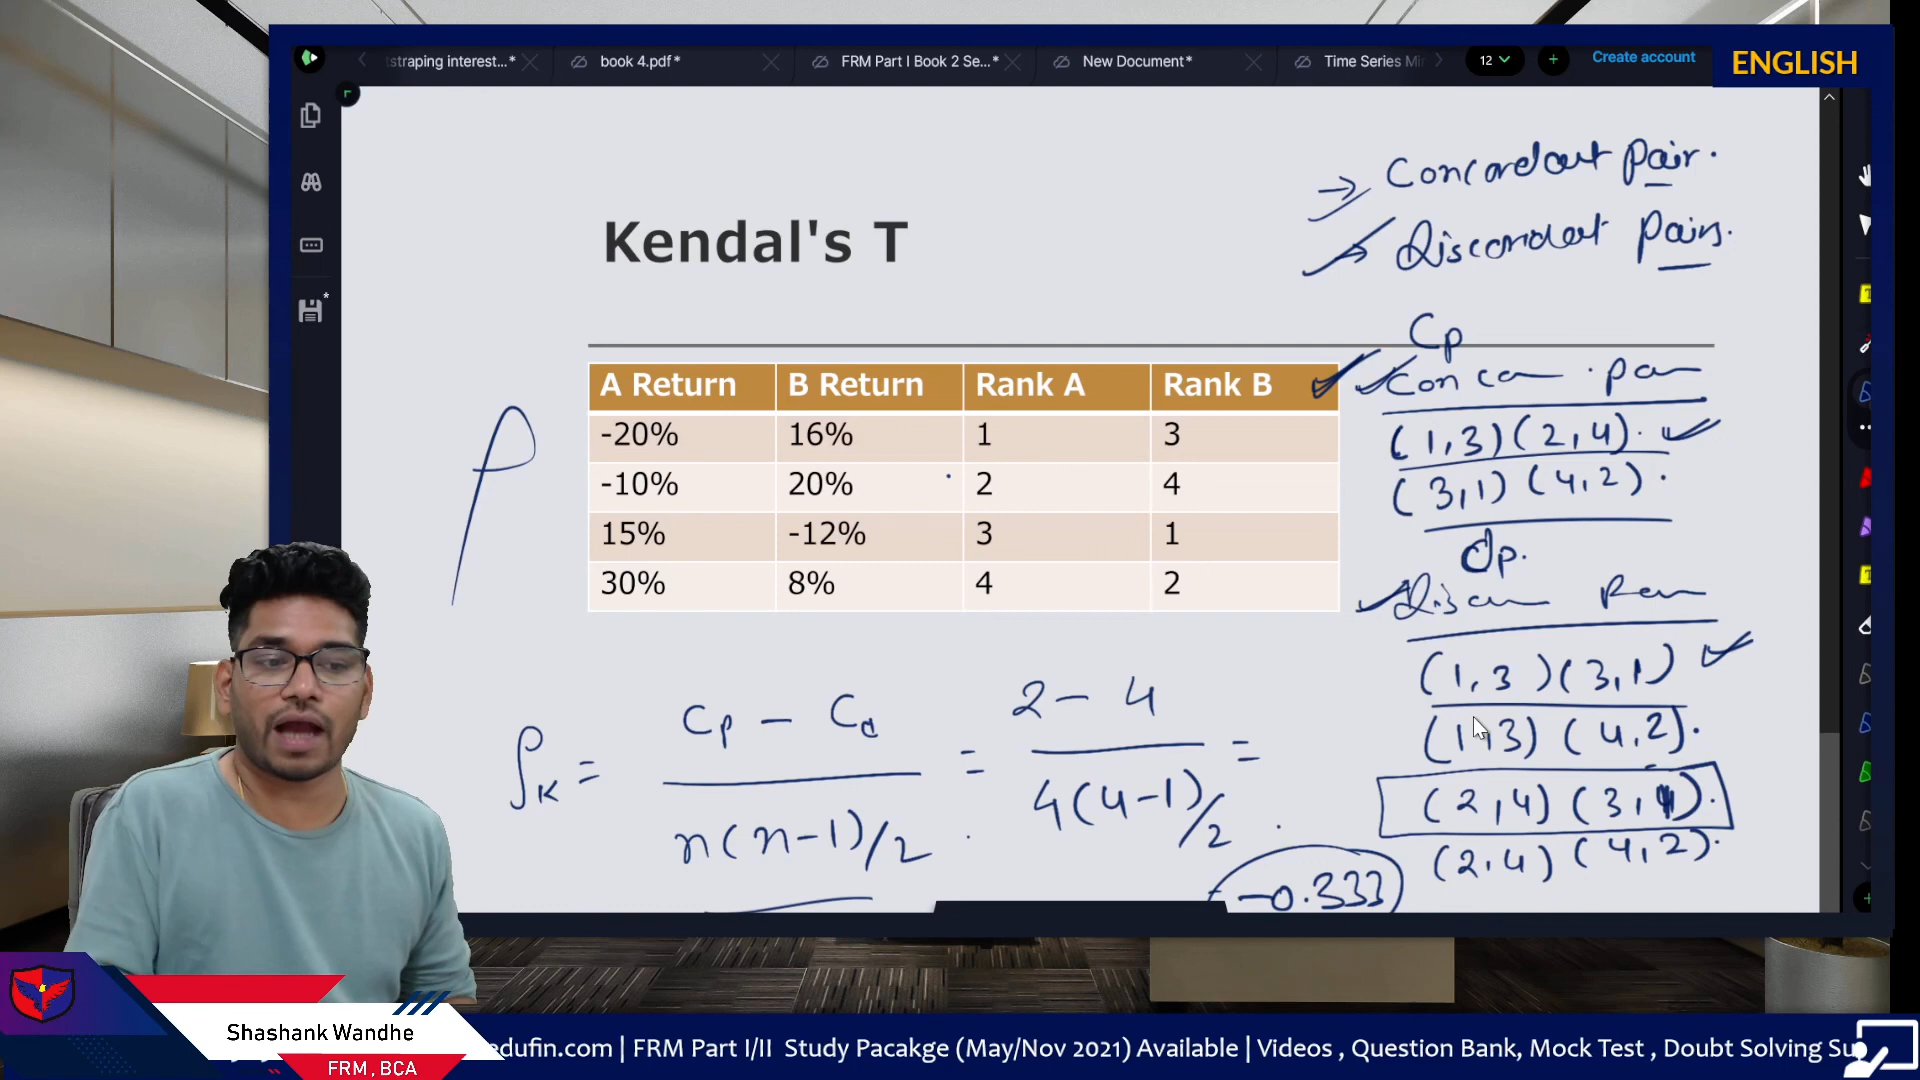 straping interest...*
book 4.pdf*
FRM Part I Book 2 Se...*
New Document*
Time Series Mi
12
Create account
ENGLISH
→ Concordant Pair.
→ Discordant Pairs.
Kendal's T
Cp
A Return B Return Rank A Rank B
-20% 16% 1 3
-10% 20% 2 4
15% -12% 3 1
30% 8% 4 2
(1,3)(2,4).
(3,1)(4,2).
dp.
(1,3)(3,1)
(1,3)(4,2).
(2,4)(3,1).
(2,4)(4,2).
ρ
ρK = Cp - Cd / n(n-1)/2 = 2-4 / 4(4-1)/2 =
-0.333
Shashank Wandhe
FRM, BCA
edufin.com | FRM Part I/II Study Pacakge (May/Nov 2021) Available | Videos , Question Bank, Mock Test , Doubt Solving Su